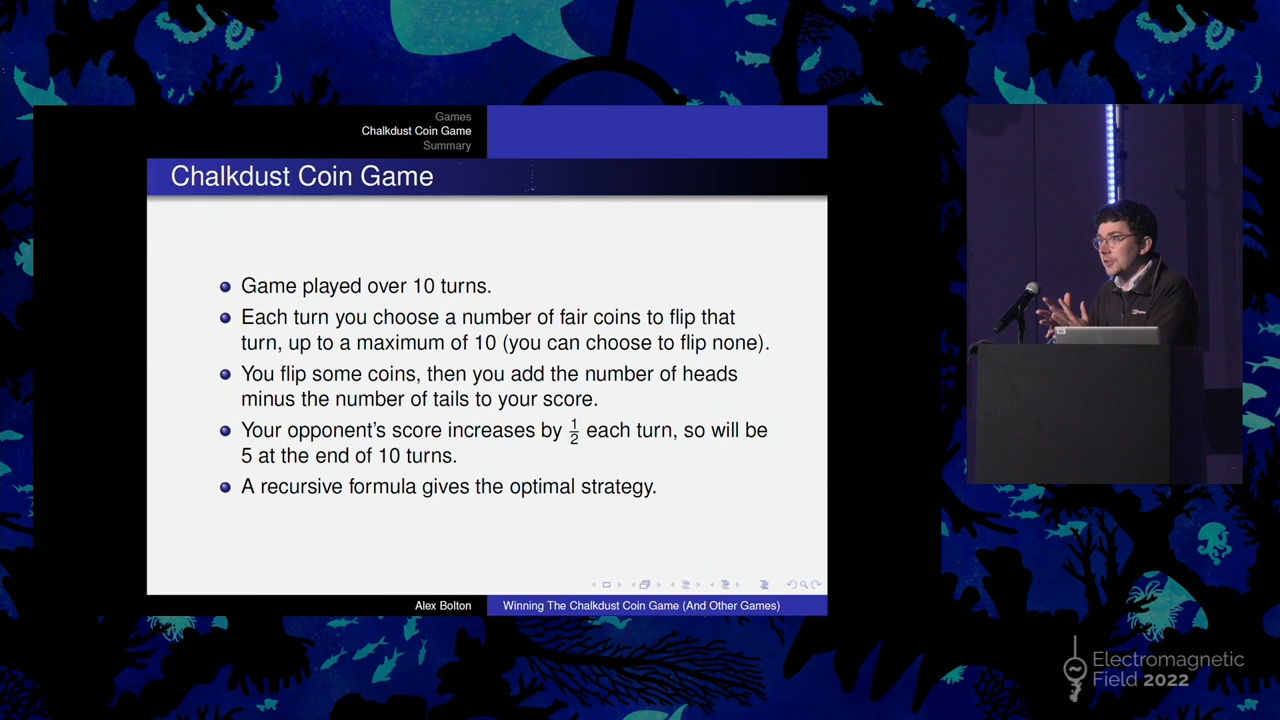 Games
Chalkdust Coin Game
Summary
Chalkdust Coin Game
Game played over 10 turns.
Each turn you choose a number of fair coins to flip that
turn, up to a maximum of 10 (you can choose to flip none).
You flip some coins, then you add the number of heads
minus the number of tails to your score.
Your opponent's score increases by 1/2 each turn, so will be
5 at the end of 10 turns.
A recursive formula gives the optimal strategy.
Alex Bolton
Winning The Chalkdust Coin Game (And Other Games)
Electromagnetic
Field 2022